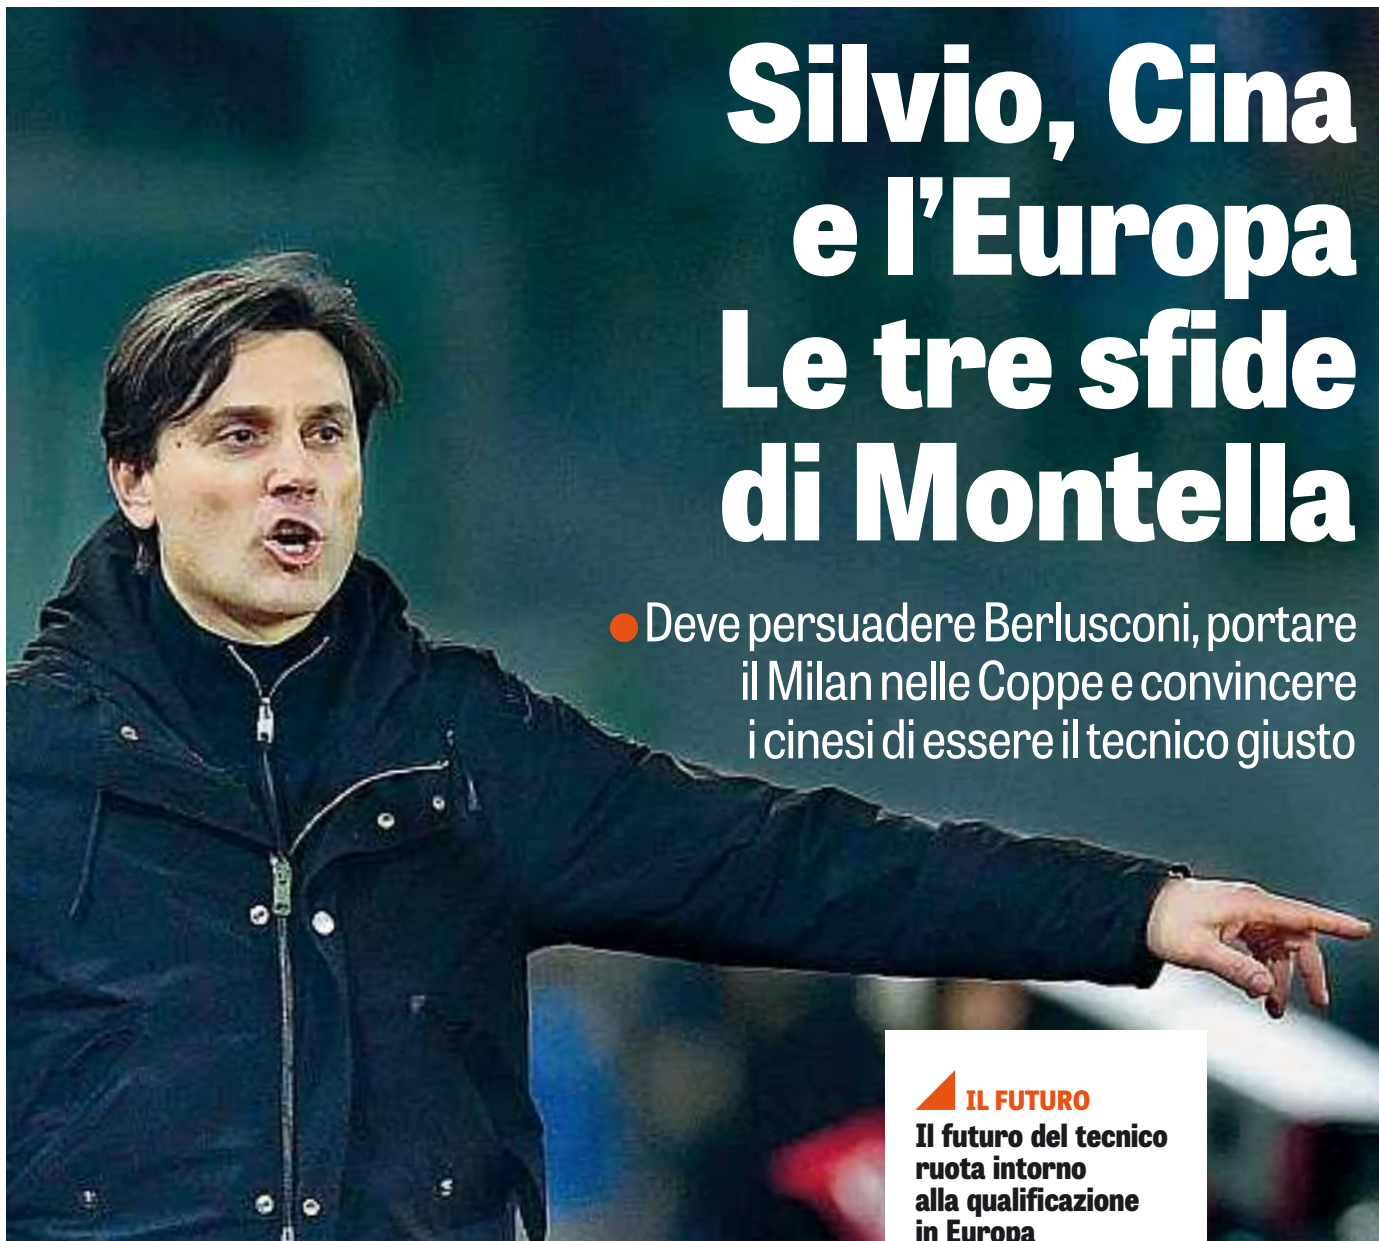 Silvio, Cina
e l’Europa
Le tre sfide
di Montella
Deve persuadere Berlusconi, portare
il Milan nelle Coppe e convincere
i cinesi di essere il tecnico giusto
IL FUTURO
Il futuro del tecnico
ruota intorno
alla qualificazione
in Europa